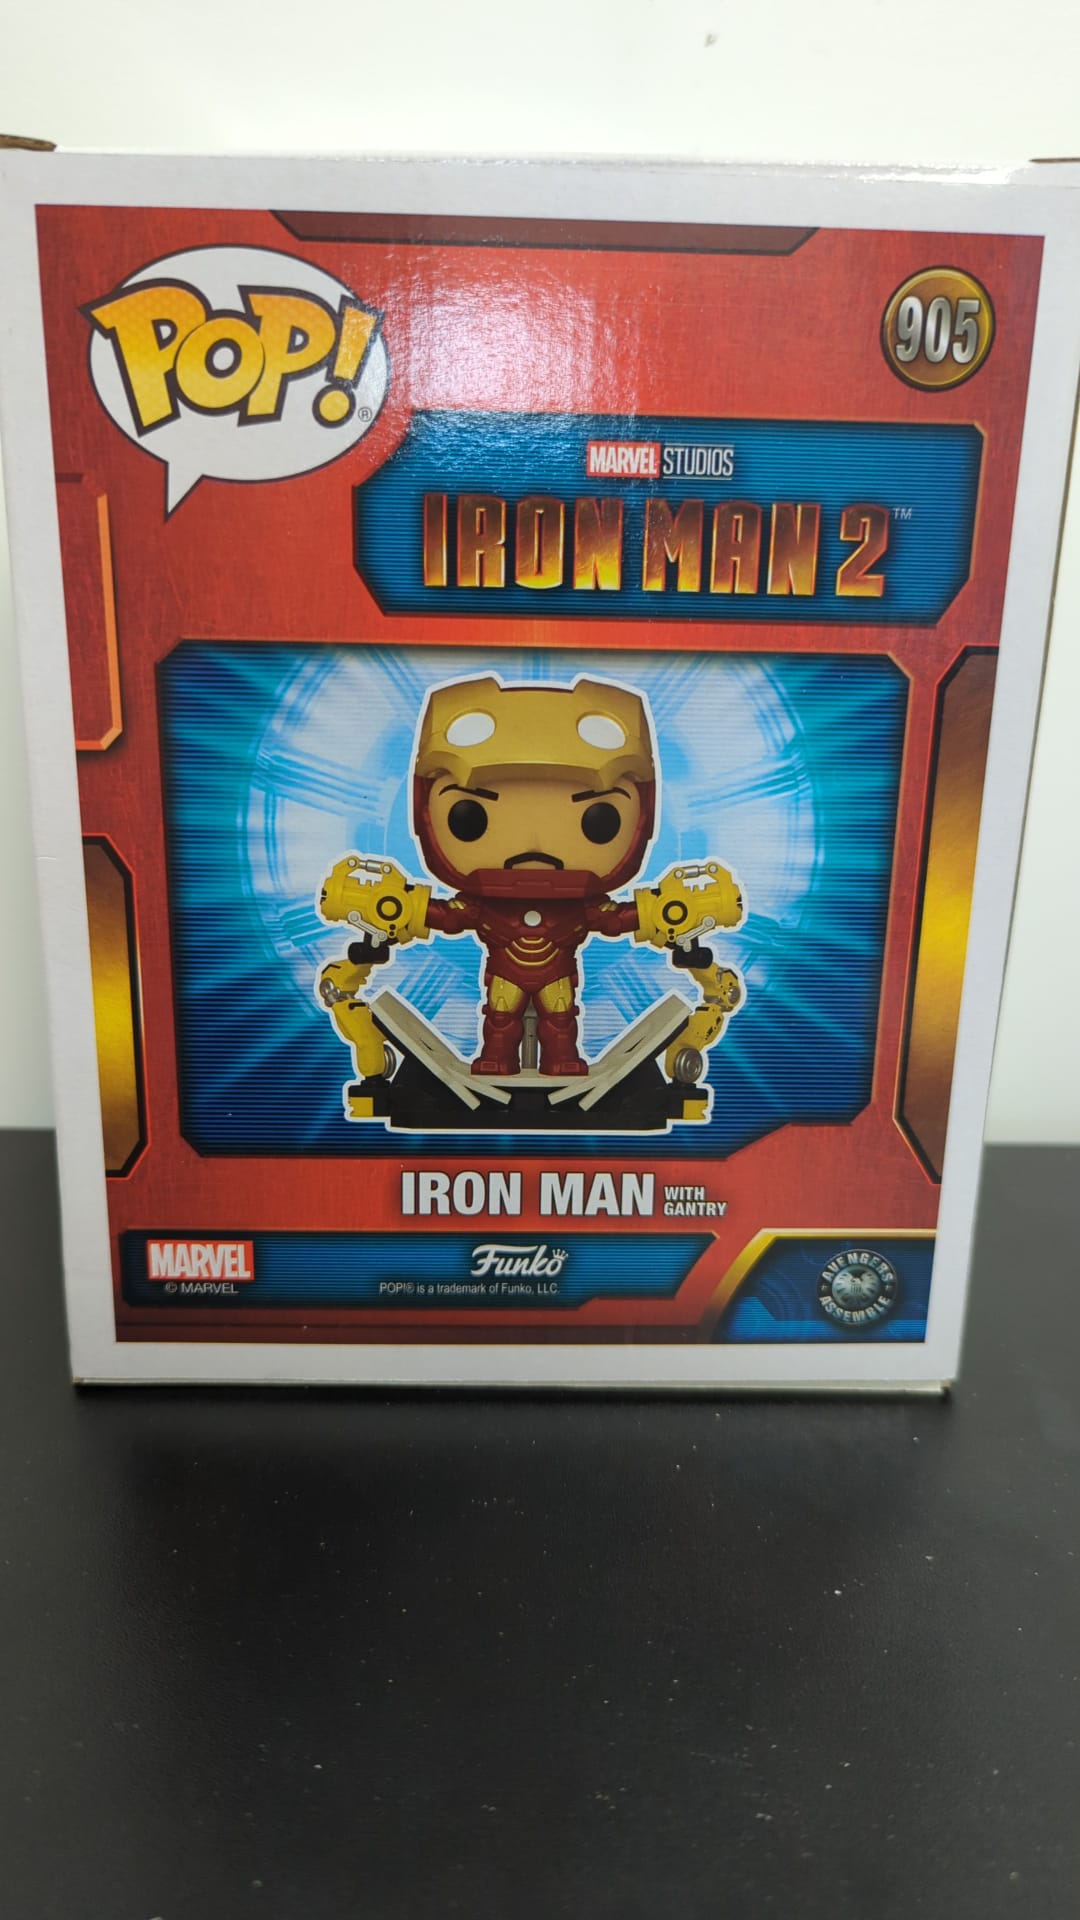 POP!®
905
MARVEL STUDIOS
IRON MAN 2™
IRON MAN WITH GANTRY
MARVEL
© MARVEL
Funko
POP!® is a trademark of Funko, LLC.
AVENGERS
ASSEMBLE